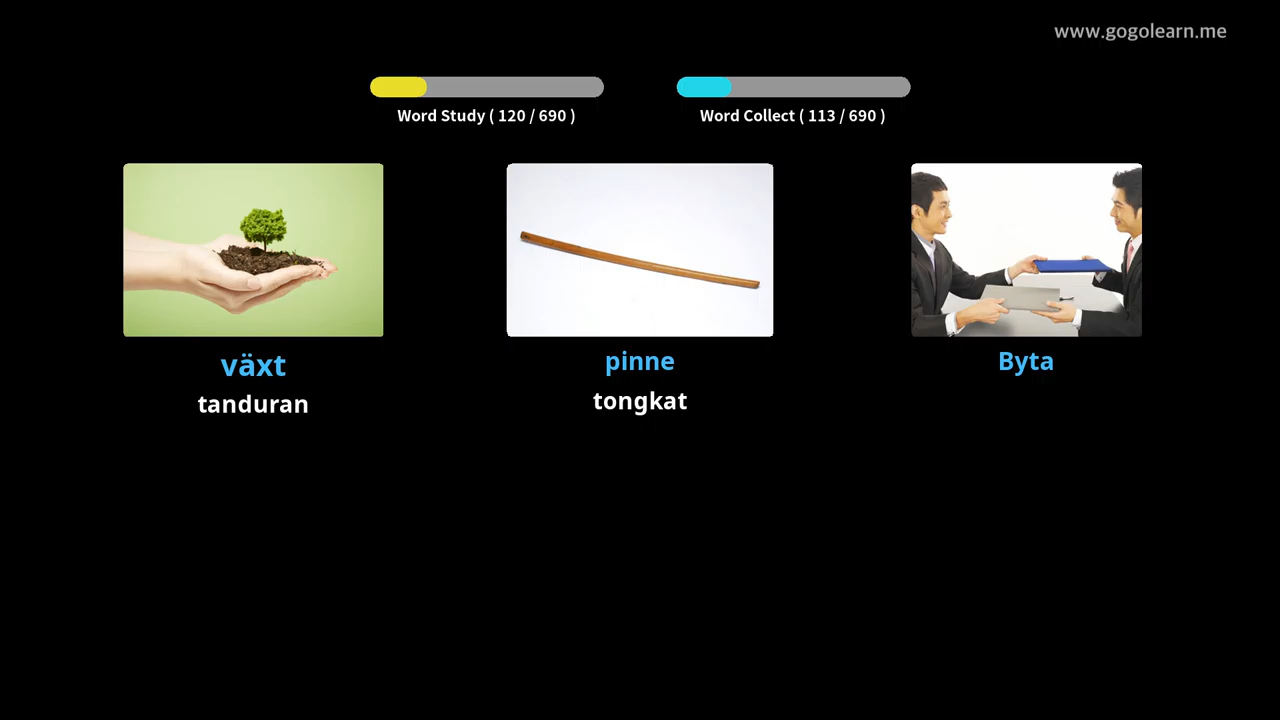 www.gogolearn.me
Word Study ( 120 / 690 )
Word Collect ( 113 / 690 )
växt
pinne
Byta
tanduran
tongkat